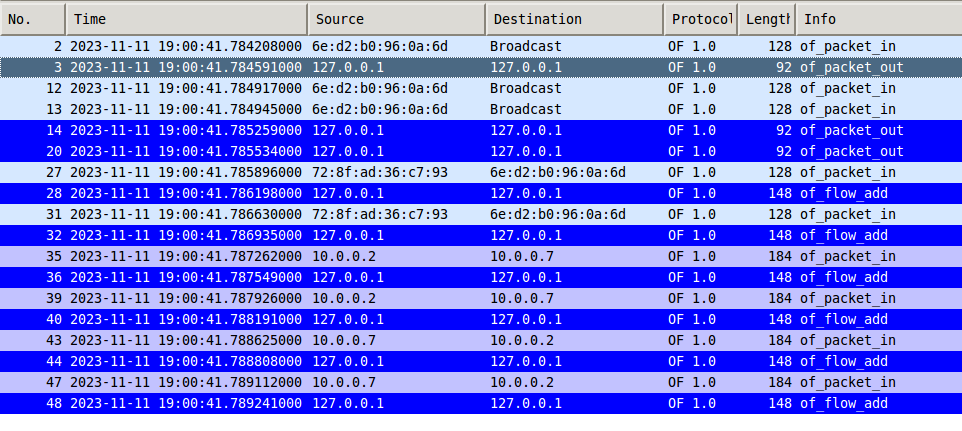 No. Time Source Destination Protocol Length Info
2 2023-11-11 19:00:41.784208000 6e:d2:b0:96:0a:6d Broadcast OF 1.0 128 of_packet_in
3 2023-11-11 19:00:41.784591000 127.0.0.1 127.0.0.1 OF 1.0 92 of_packet_out
12 2023-11-11 19:00:41.784917000 6e:d2:b0:96:0a:6d Broadcast OF 1.0 128 of_packet_in
13 2023-11-11 19:00:41.784945000 6e:d2:b0:96:0a:6d Broadcast OF 1.0 128 of_packet_in
14 2023-11-11 19:00:41.785259000 127.0.0.1 127.0.0.1 OF 1.0 92 of_packet_out
20 2023-11-11 19:00:41.785534000 127.0.0.1 127.0.0.1 OF 1.0 92 of_packet_out
27 2023-11-11 19:00:41.785896000 72:8f:ad:36:c7:93 6e:d2:b0:96:0a:6d OF 1.0 128 of_packet_in
28 2023-11-11 19:00:41.786198000 127.0.0.1 127.0.0.1 OF 1.0 148 of_flow_add
31 2023-11-11 19:00:41.786630000 72:8f:ad:36:c7:93 6e:d2:b0:96:0a:6d OF 1.0 128 of_packet_in
32 2023-11-11 19:00:41.786935000 127.0.0.1 127.0.0.1 OF 1.0 148 of_flow_add
35 2023-11-11 19:00:41.787262000 10.0.0.2 10.0.0.7 OF 1.0 184 of_packet_in
36 2023-11-11 19:00:41.787549000 127.0.0.1 127.0.0.1 OF 1.0 148 of_flow_add
39 2023-11-11 19:00:41.787926000 10.0.0.2 10.0.0.7 OF 1.0 184 of_packet_in
40 2023-11-11 19:00:41.788191000 127.0.0.1 127.0.0.1 OF 1.0 148 of_flow_add
43 2023-11-11 19:00:41.788625000 10.0.0.7 10.0.0.2 OF 1.0 184 of_packet_in
44 2023-11-11 19:00:41.788808000 127.0.0.1 127.0.0.1 OF 1.0 148 of_flow_add
47 2023-11-11 19:00:41.789112000 10.0.0.7 10.0.0.2 OF 1.0 184 of_packet_in
48 2023-11-11 19:00:41.789241000 127.0.0.1 127.0.0.1 OF 1.0 148 of_flow_add